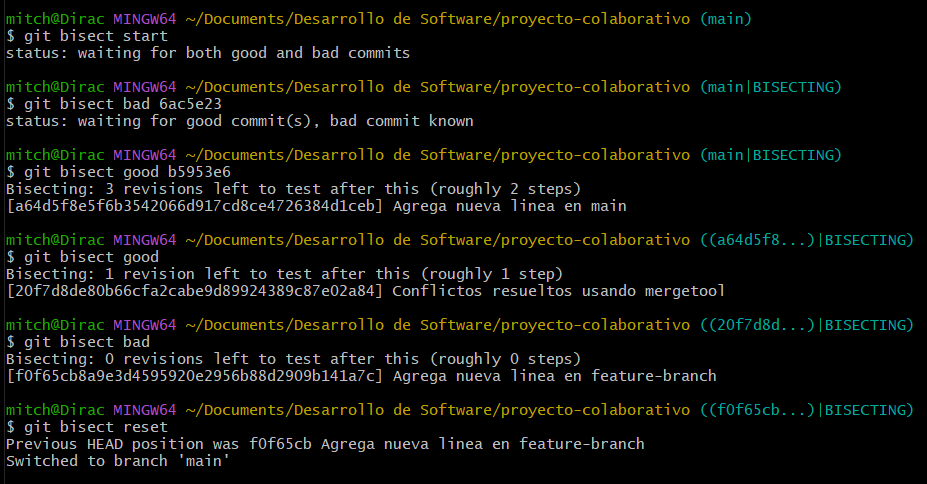 mitch@Dirac MINGW64 ~/Documents/Desarrollo de Software/proyecto-colaborativo (main)
$ git bisect start
status: waiting for both good and bad commits
mitch@Dirac MINGW64 ~/Documents/Desarrollo de Software/proyecto-colaborativo (main|BISECTING)
$ git bisect bad 6ac5e23
status: waiting for good commit(s), bad commit known
mitch@Dirac MINGW64 ~/Documents/Desarrollo de Software/proyecto-colaborativo (main|BISECTING)
$ git bisect good b5953e6
Bisecting: 3 revisions left to test after this (roughly 2 steps)
[a64d5f8e5f6b3542066d917cd8ce4726384d1ceb] Agrega nueva linea en main
mitch@Dirac MINGW64 ~/Documents/Desarrollo de Software/proyecto-colaborativo ((a64d5f8...)|BISECTING)
$ git bisect good
Bisecting: 1 revision left to test after this (roughly 1 step)
[20f7d8de80b66cfa2cabe9d89924389c87e02a84] Conflictos resueltos usando mergetool
mitch@Dirac MINGW64 ~/Documents/Desarrollo de Software/proyecto-colaborativo ((20f7d8d...)|BISECTING)
$ git bisect bad
Bisecting: 0 revisions left to test after this (roughly 0 steps)
[f0f65cb8a9e3d4595920e2956b88d2909b141a7c] Agrega nueva linea en feature-branch
mitch@Dirac MINGW64 ~/Documents/Desarrollo de Software/proyecto-colaborativo ((f0f65cb...)|BISECTING)
$ git bisect reset
Previous HEAD position was f0f65cb Agrega nueva linea en feature-branch
Switched to branch 'main'